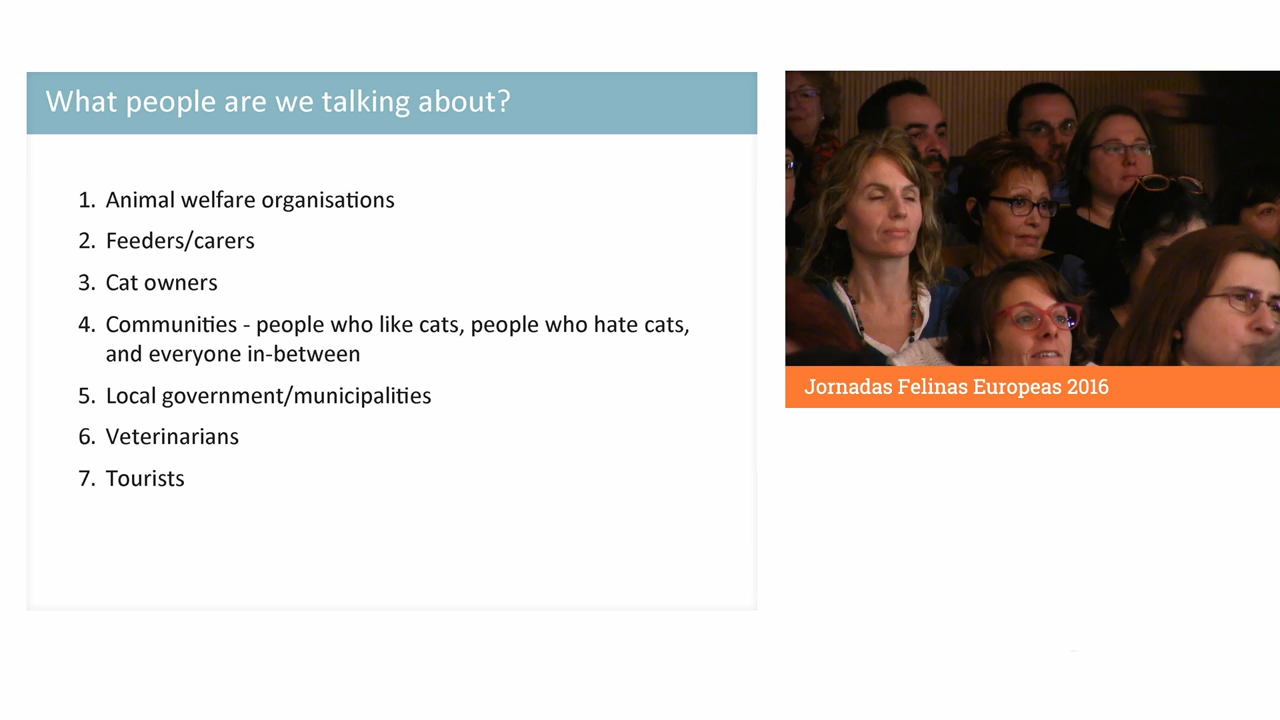 What people are we talking about?
1. Animal welfare organisations
2. Feeders/carers
3. Cat owners
4. Communities - people who like cats, people who hate cats,
and everyone in-between
5. Local government/municipalities
6. Veterinarians
7. Tourists
Jornadas Felinas Europeas 2016